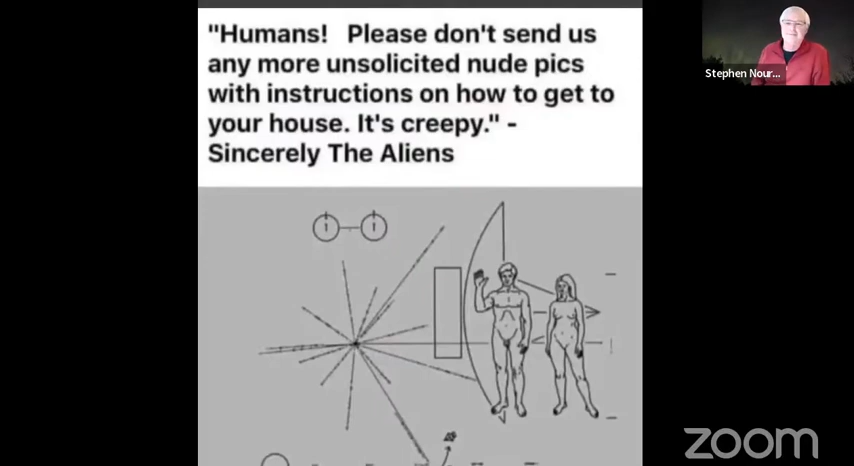 "Humans!   Please don't send us
any more unsolicited nude pics
with instructions on how to get to
your house. It's creepy." -
Sincerely The Aliens
Stephen Nour...
zoom